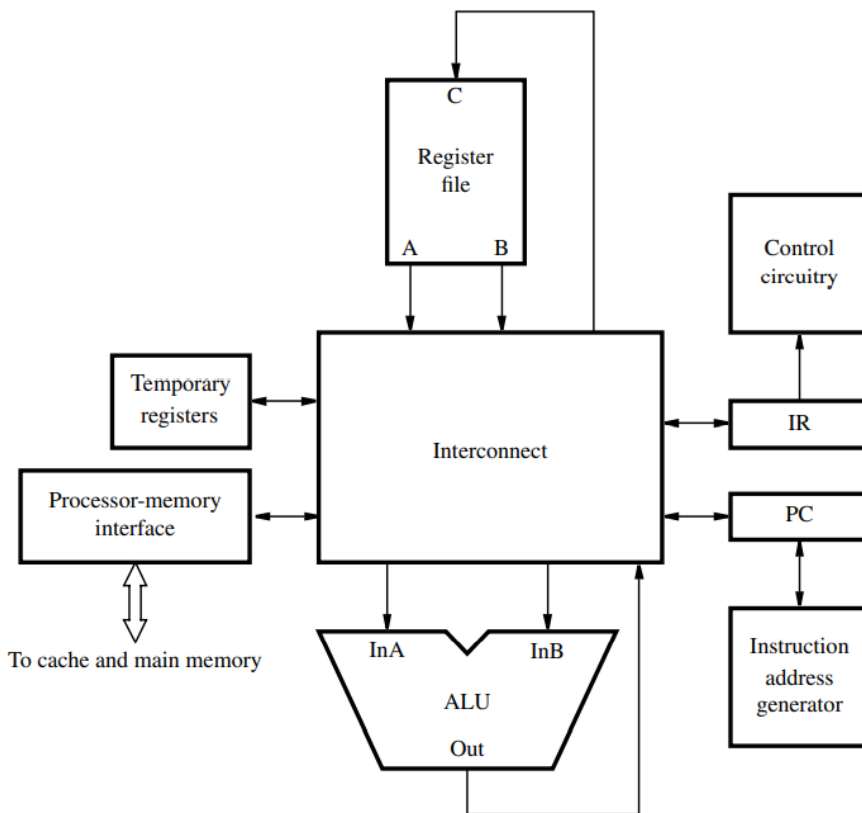 C
Register
file
A B
Control
circuitry
Temporary
registers
IR
Interconnect
Processor-memory
interface
PC
To cache and main memory
InA InB
ALU
Out
Instruction
address
generator